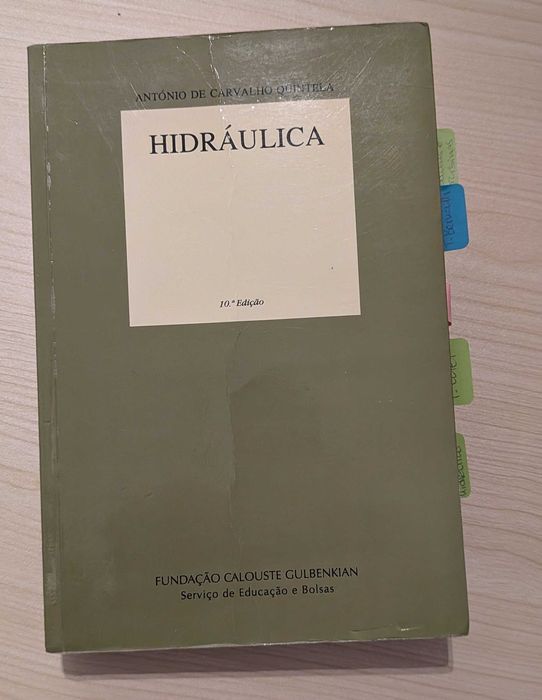 ANTÓNIO DE CARVALHO QUINTELA
HIDRÁULICA
10.ª Edição
FUNDAÇÃO CALOUSTE GULBENKIAN
Serviço de Educação e Bolsas